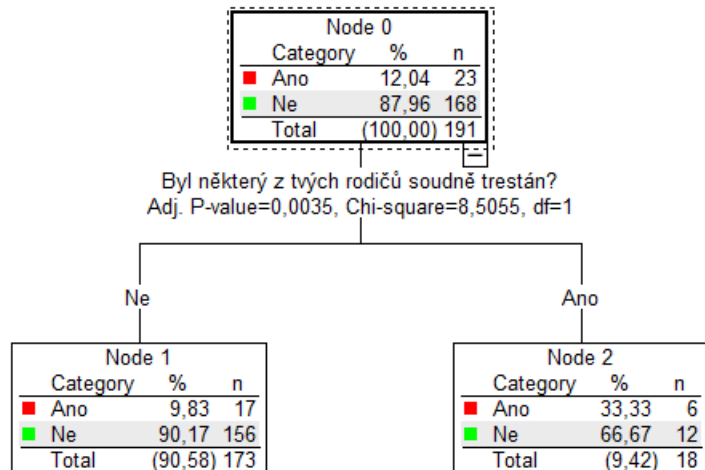 Node 0
Category % n
Ano 12,04 23
Ne 87,96 168
Total (100,00) 191
Byl některý z tvých rodičů soudně trestán?
Adj. P-value=0,0035, Chi-square=8,5055, df=1
Ne
Ano
Node 1
Category % n
Ano 9,83 17
Ne 90,17 156
Total (90,58) 173
Node 2
Category % n
Ano 33,33 6
Ne 66,67 12
Total (9,42) 18